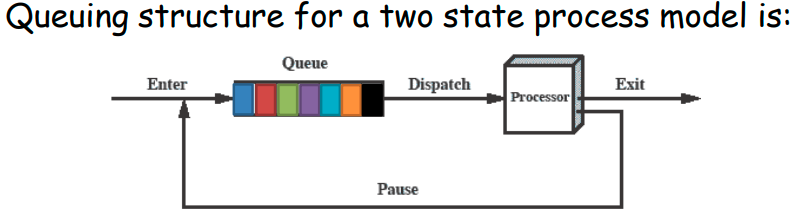 Queuing structure for a two state process model is:
Queue
Enter
Dispatch
Exit
Processor
Pause